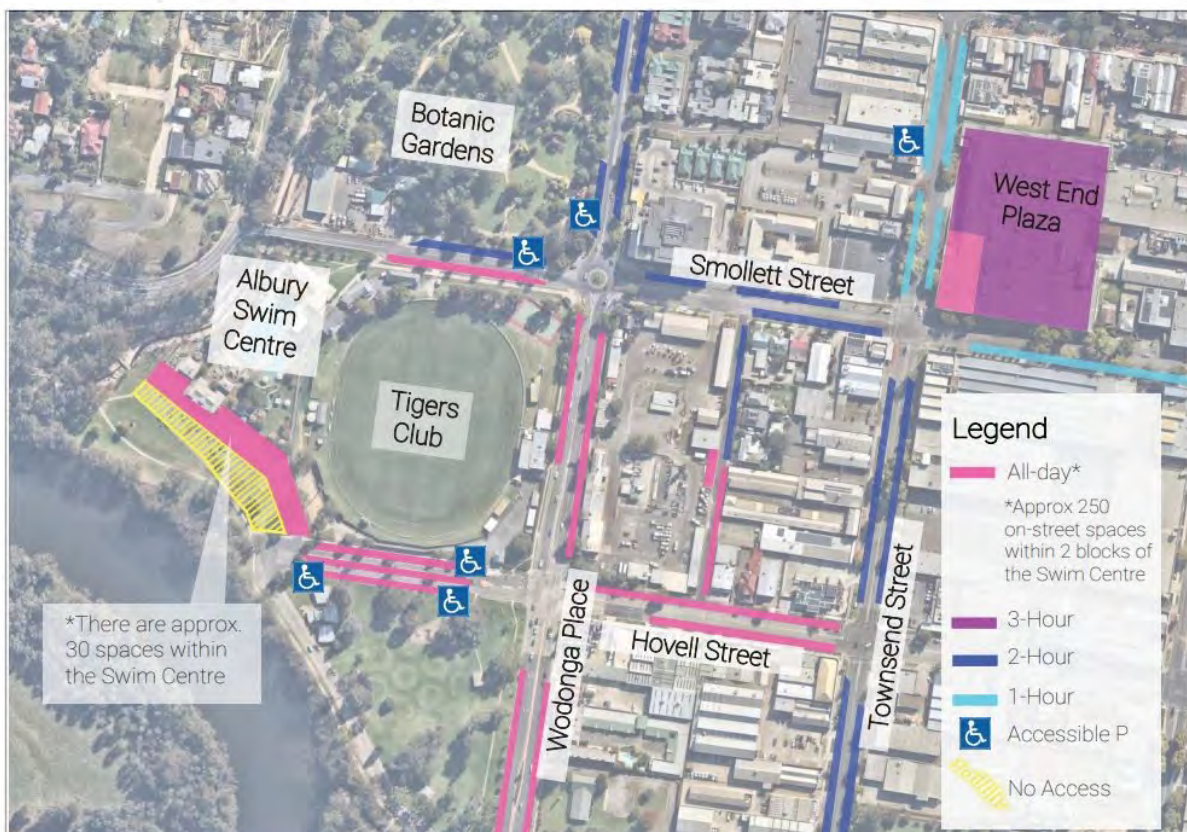 Botanic
Gardens
West End
Plaza
Smollett Street
Albury
Swim
Centre
Tigers
Club
Legend
All-day*
*Approx 250
on-street spaces
within 2 blocks of
the Swim Centre
3-Hour
2-Hour
1-Hour
Accessible P
No Access
*There are approx.
30 spaces within
the Swim Centre
Wodonga Place
Hovell Street
Townsend Street